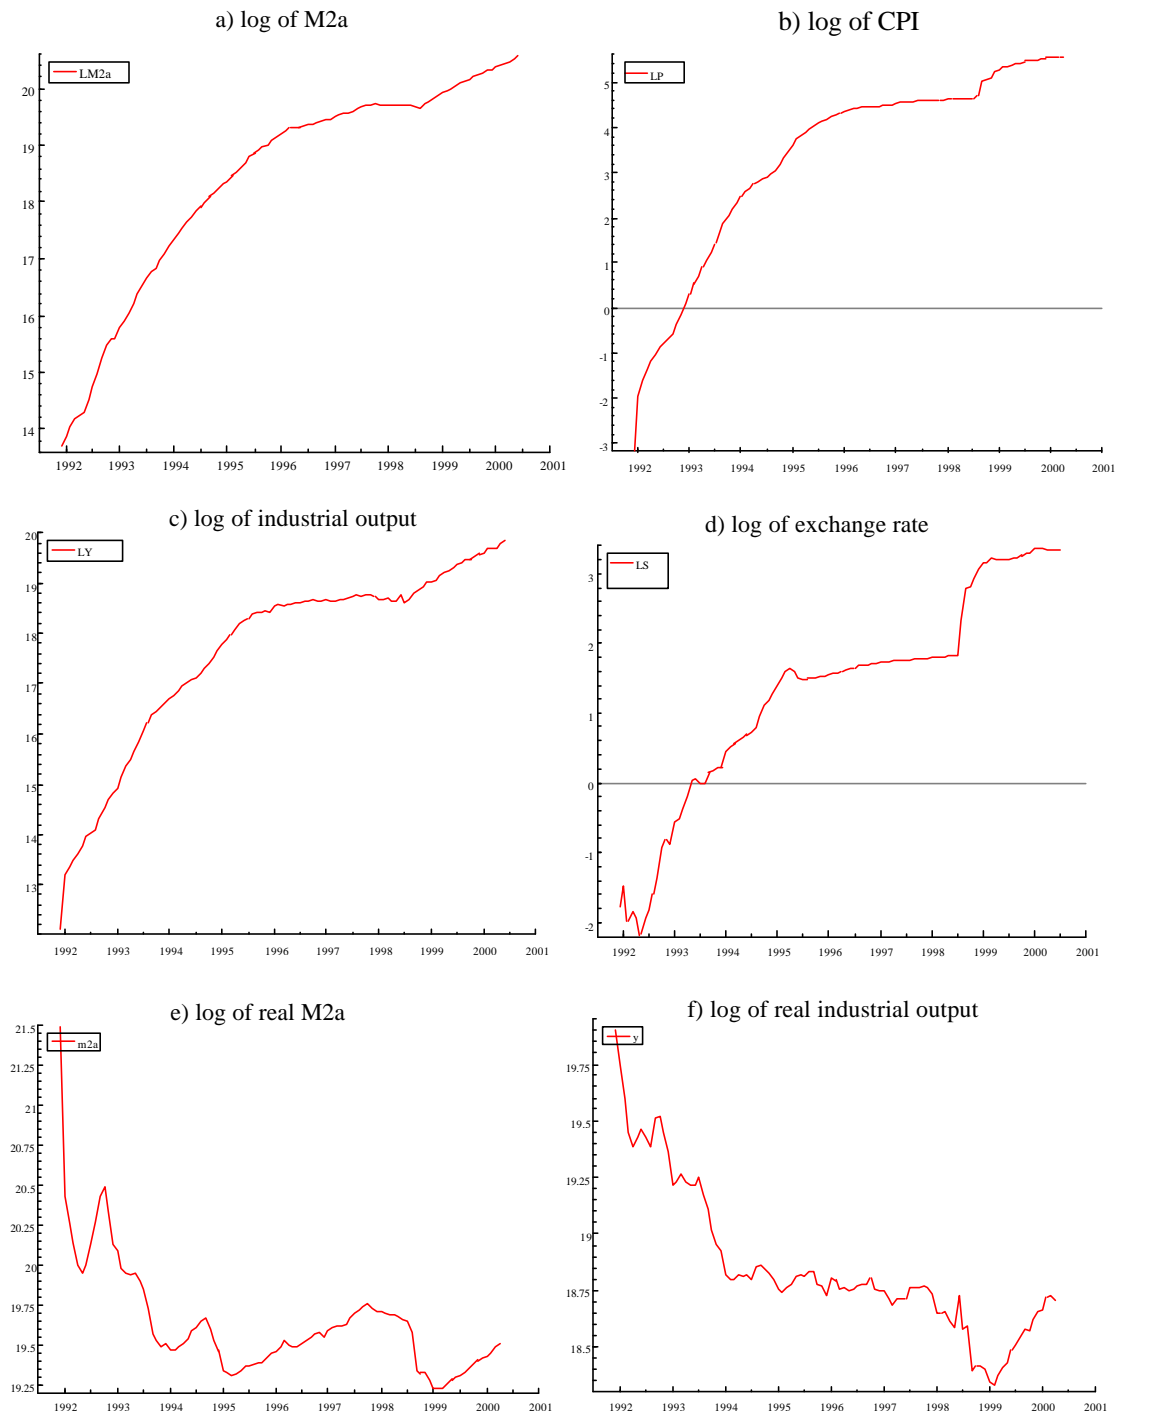 a) log of M2a
b) log of CPI
LM2a
LP
20
19
18
17
16
15
14
5
4
3
2
1
0
-1
-2
-3
1992 1993 1994 1995 1996 1997 1998 1999 2000 2001
1992 1993 1994 1995 1996 1997 1998 1999 2000 2001
c) log of industrial output
d) log of exchange rate
LY
LS
20
19
18
17
16
15
14
13
3
2
1
0
-1
-2
1992 1993 1994 1995 1996 1997 1998 1999 2000 2001
1992 1993 1994 1995 1996 1997 1998 1999 2000 2001
e) log of real M2a
f) log of real industrial output
m2a
y
21.5
21.25
21
20.75
20.5
20.25
20
19.75
19.5
19.25
19.75
19.5
19.25
19
18.75
18.5
1992 1993 1994 1995 1996 1997 1998 1999 2000 2001
1992 1993 1994 1995 1996 1997 1998 1999 2000 2001